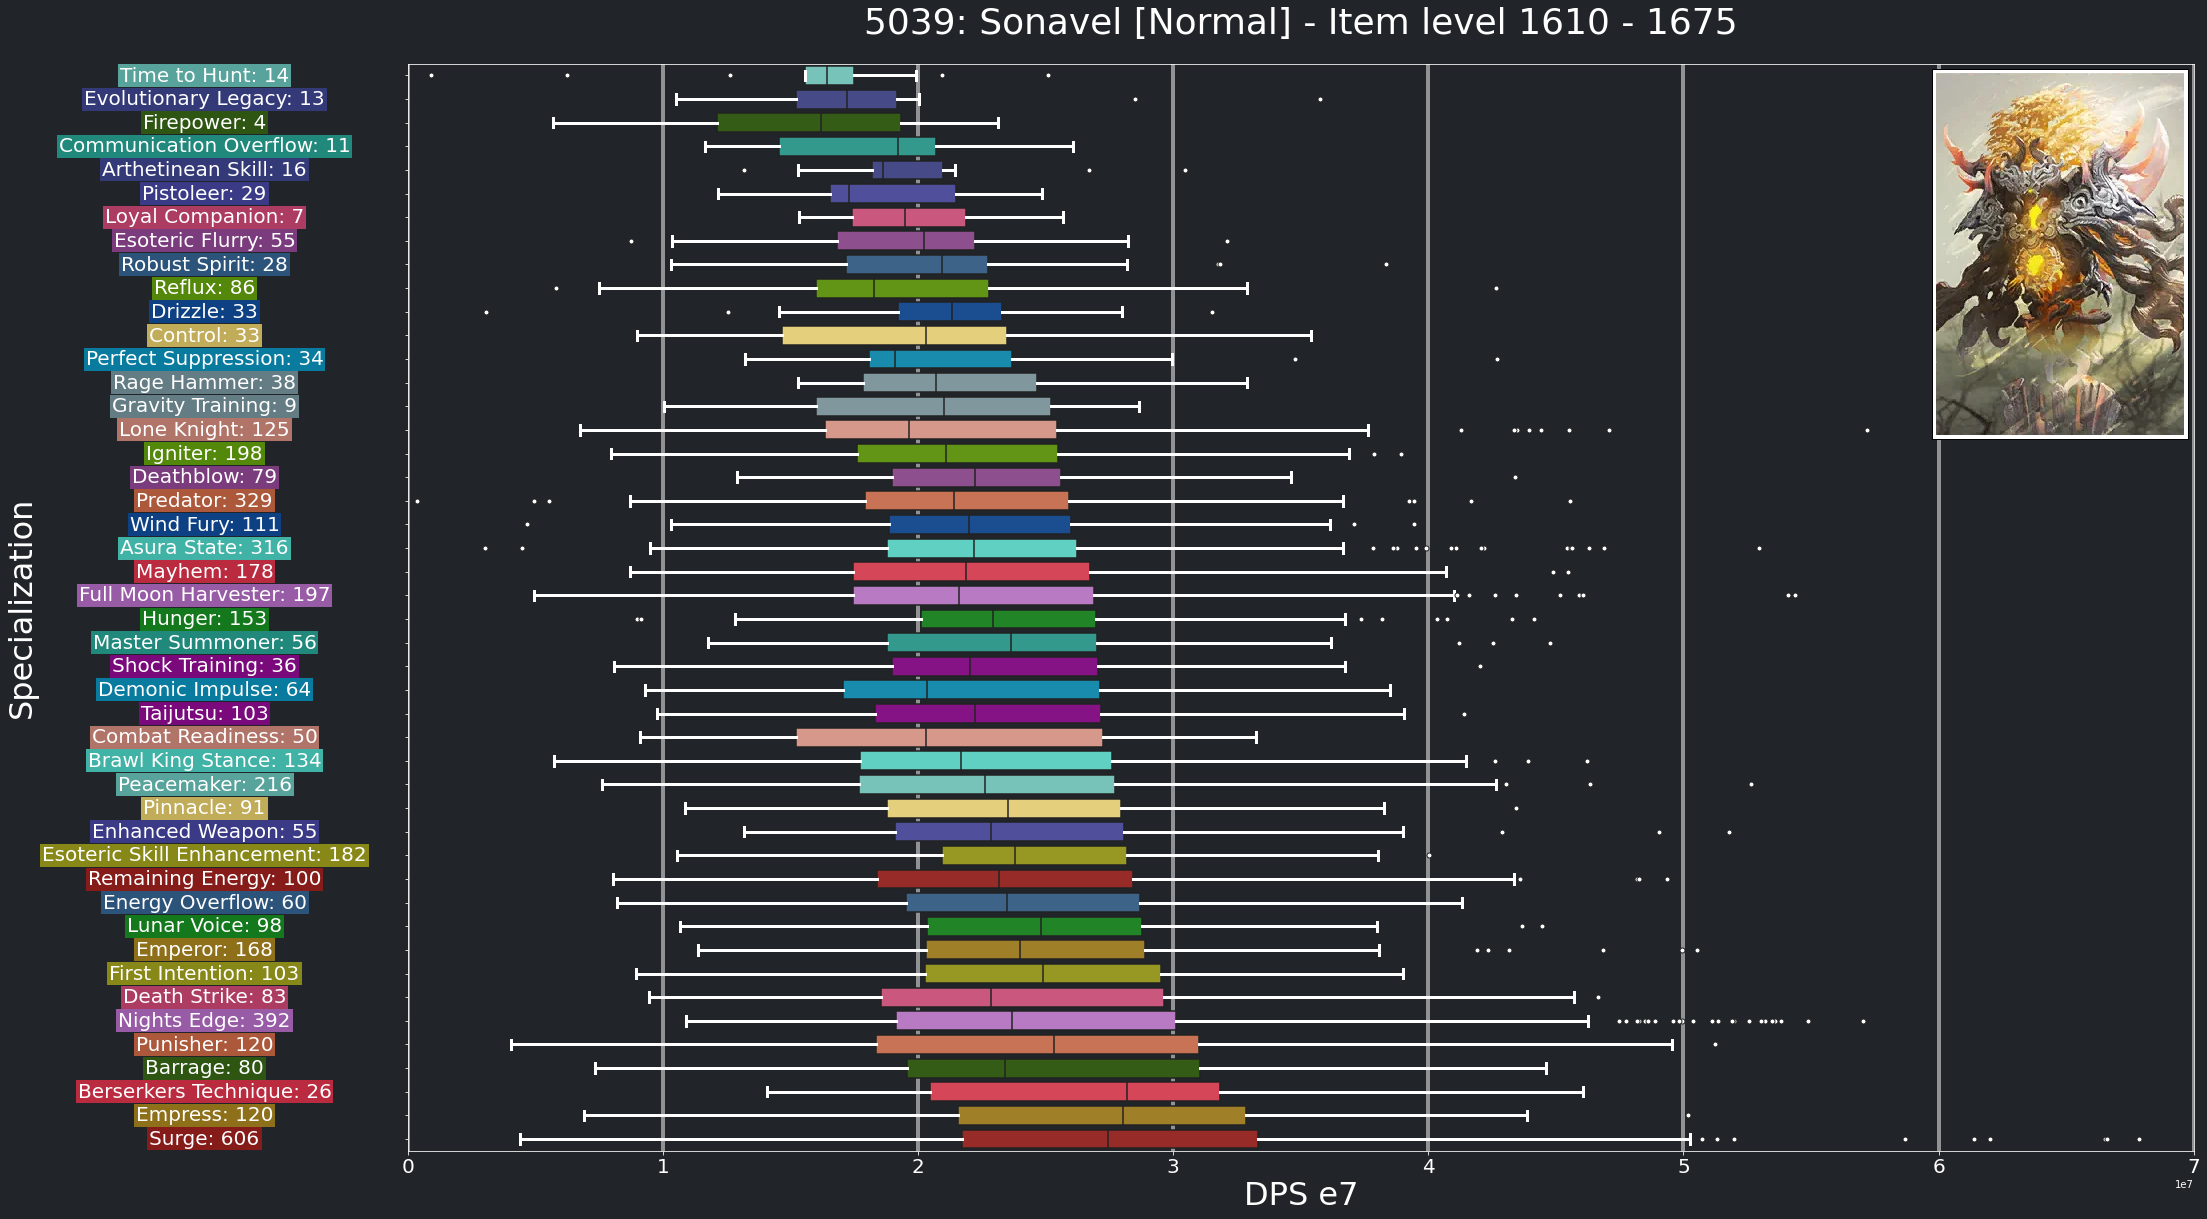 5039: Sonavel [Normal] - Item level 1610 - 1675
Time to Hunt: 14
Evolutionary Legacy: 13
Firepower: 4
Communication Overflow: 11
Arthetinean Skill: 16
Pistoleer: 29
Loyal Companion: 7
Esoteric Flurry: 55
Robust Spirit: 28
Reflux: 86
Drizzle: 33
Control: 33
Perfect Suppression: 34
Rage Hammer: 38
Gravity Training: 9
Lone Knight: 125
Igniter: 198
Deathblow: 79
Predator: 329
Wind Fury: 111
Asura State: 316
Mayhem: 178
Full Moon Harvester: 197
Hunger: 153
Master Summoner: 56
Shock Training: 36
Demonic Impulse: 64
Taijutsu: 103
Combat Readiness: 50
Brawl King Stance: 134
Peacemaker: 216
Pinnacle: 91
Enhanced Weapon: 55
Esoteric Skill Enhancement: 182
Remaining Energy: 100
Energy Overflow: 60
Lunar Voice: 98
Emperor: 168
First Intention: 103
Death Strike: 83
Nights Edge: 392
Punisher: 120
Barrage: 80
Berserkers Technique: 26
Empress: 120
Surge: 606
Specialization
0 1 2 3 4 5 6 7
1e7
DPS e7